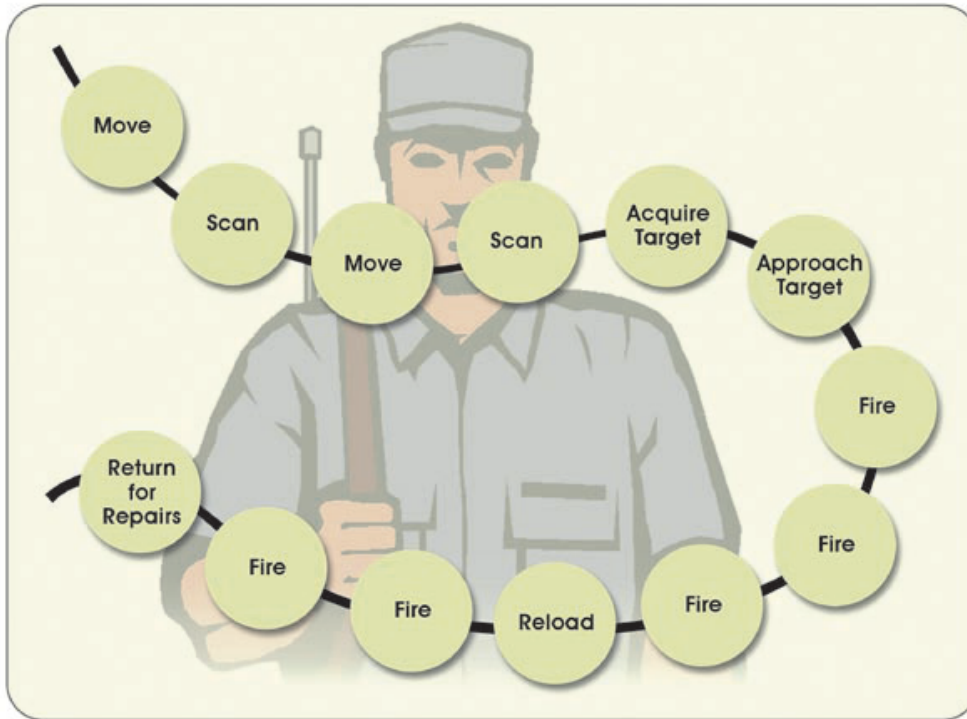 Move
Scan
Move
Scan
Acquire
Target
Approach
Target
Fire
Fire
Fire
Reload
Fire
Fire
Return
for
Repairs